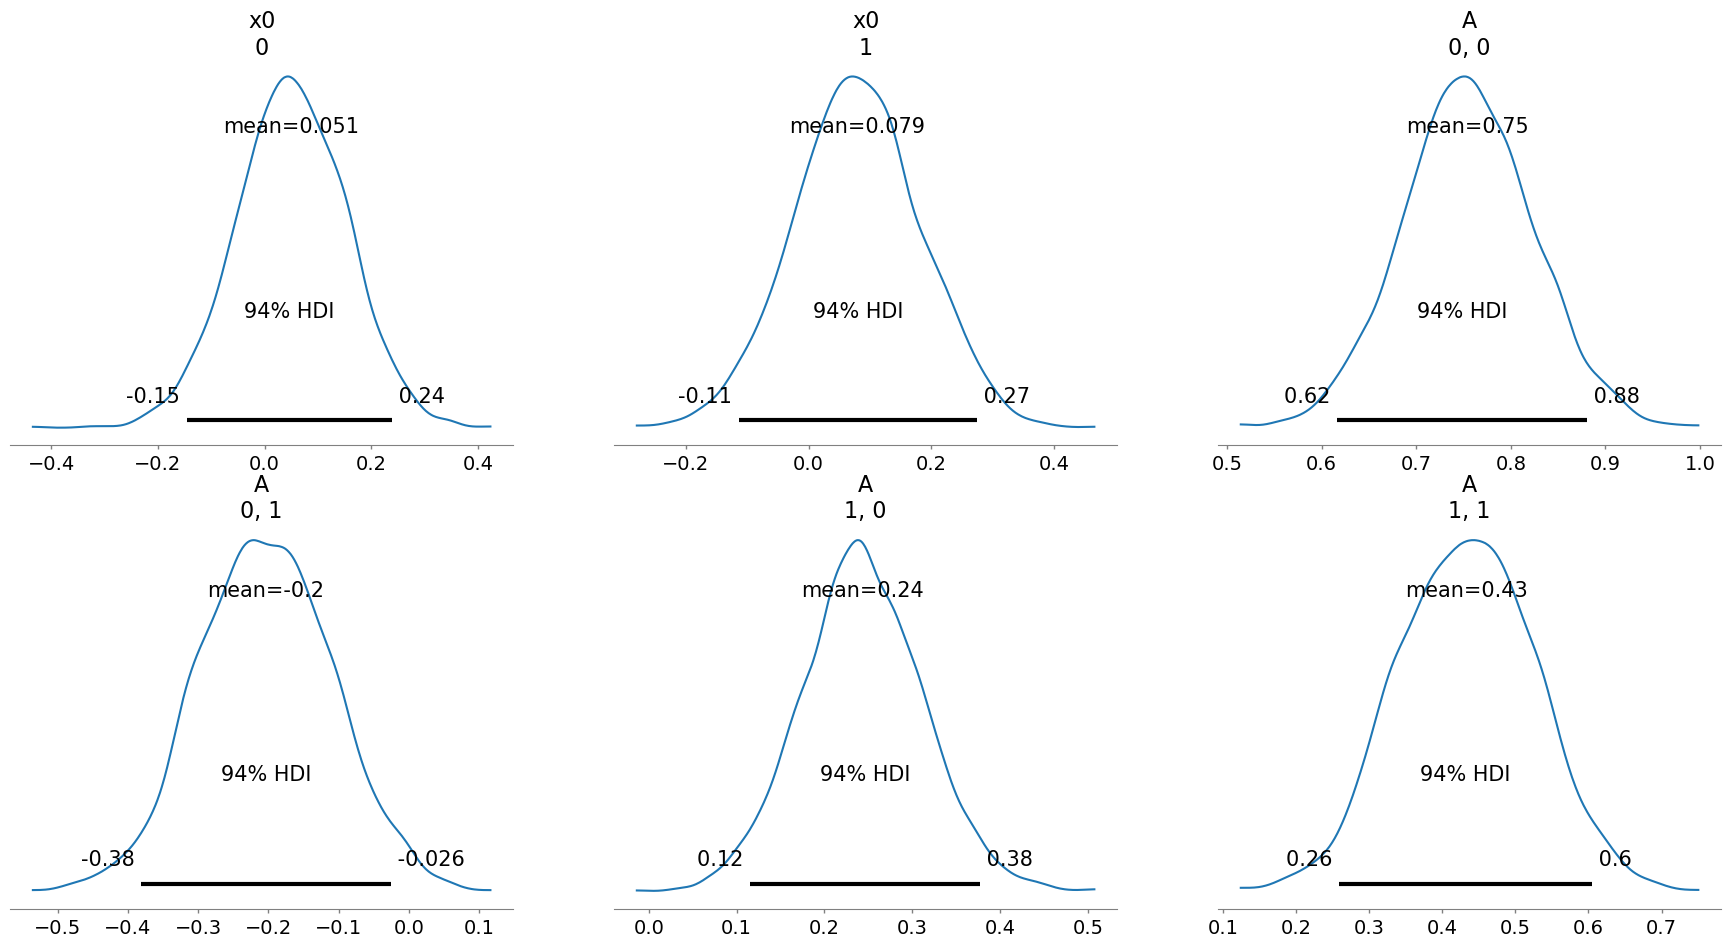 x0
0
mean=0.051
94% HDI
-0.15 0.24
−0.4 −0.2 0.0 0.2 0.4
x0
1
mean=0.079
94% HDI
-0.11 0.27
−0.2 0.0 0.2 0.4
A
0, 0
mean=0.75
94% HDI
0.62 0.88
0.5 0.6 0.7 0.8 0.9 1.0
A
0, 1
mean=-0.2
94% HDI
-0.38 -0.026
−0.5 −0.4 −0.3 −0.2 −0.1 0.0 0.1
A
1, 0
mean=0.24
94% HDI
0.12 0.38
0.0 0.1 0.2 0.3 0.4 0.5
A
1, 1
mean=0.43
94% HDI
0.26 0.6
0.1 0.2 0.3 0.4 0.5 0.6 0.7